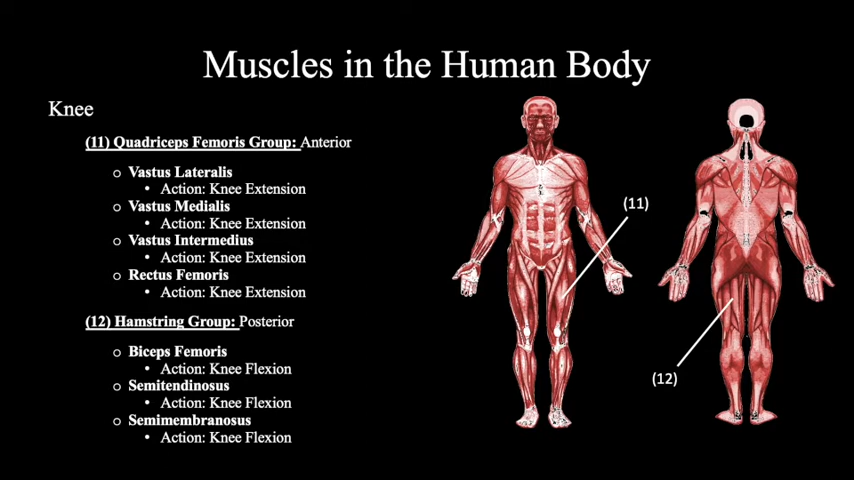 Muscles in the Human Body
Knee
(11) Quadriceps Femoris Group: Anterior
o Vastus Lateralis
• Action: Knee Extension
o Vastus Medialis
• Action: Knee Extension
o Vastus Intermedius
• Action: Knee Extension
o Rectus Femoris
• Action: Knee Extension
(12) Hamstring Group: Posterior
o Biceps Femoris
• Action: Knee Flexion
o Semitendinosus
• Action: Knee Flexion
o Semimembranosus
• Action: Knee Flexion
(11)
(12)